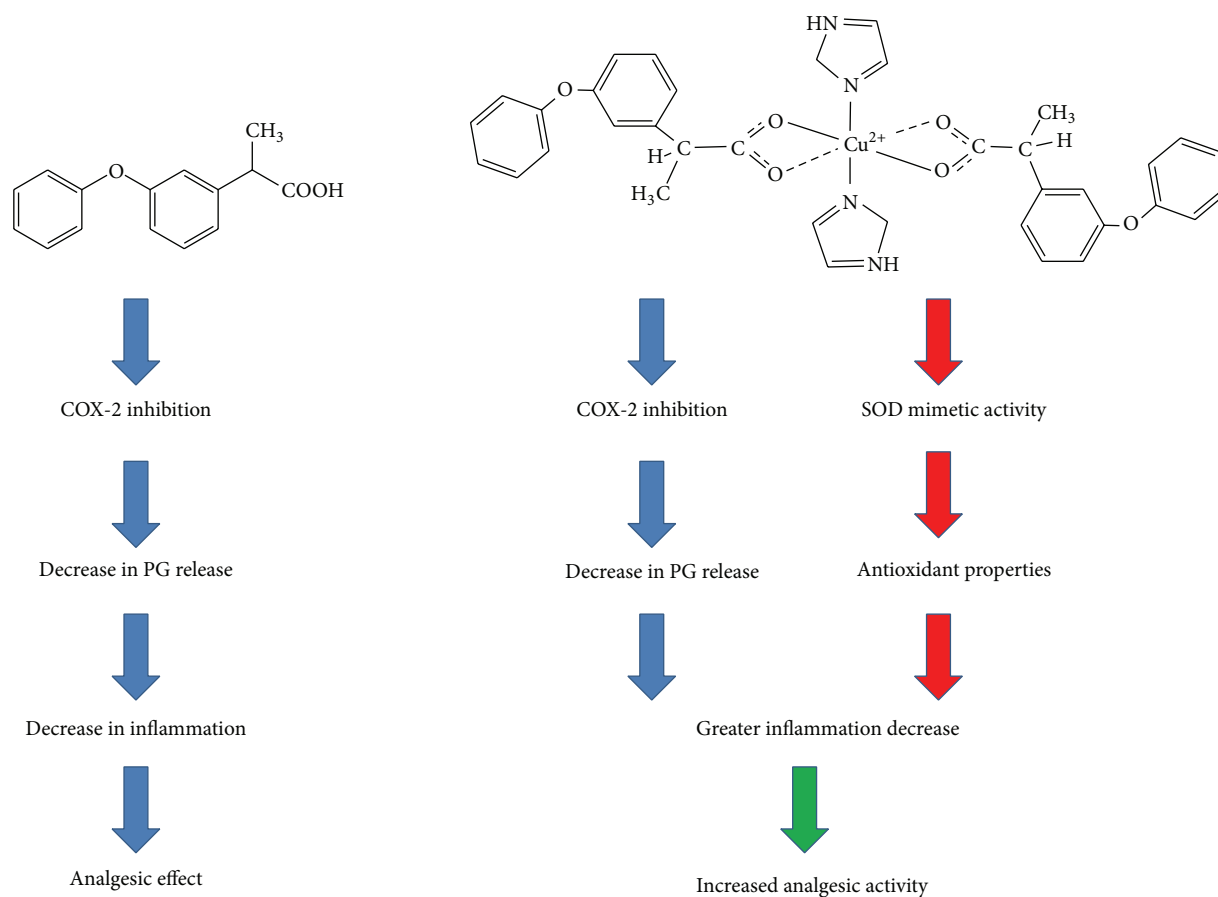 CH₃
O
COOH
HN
N
O
O
C
H
C
O
H₃C
Cu²⁺
O
C
O
CH₃
C
H
O
N
NH
COX-2 inhibition
COX-2 inhibition
SOD mimetic activity
Decrease in PG release
Decrease in PG release
Antioxidant properties
Decrease in inflammation
Greater inflammation decrease
Analgesic effect
Increased analgesic activity